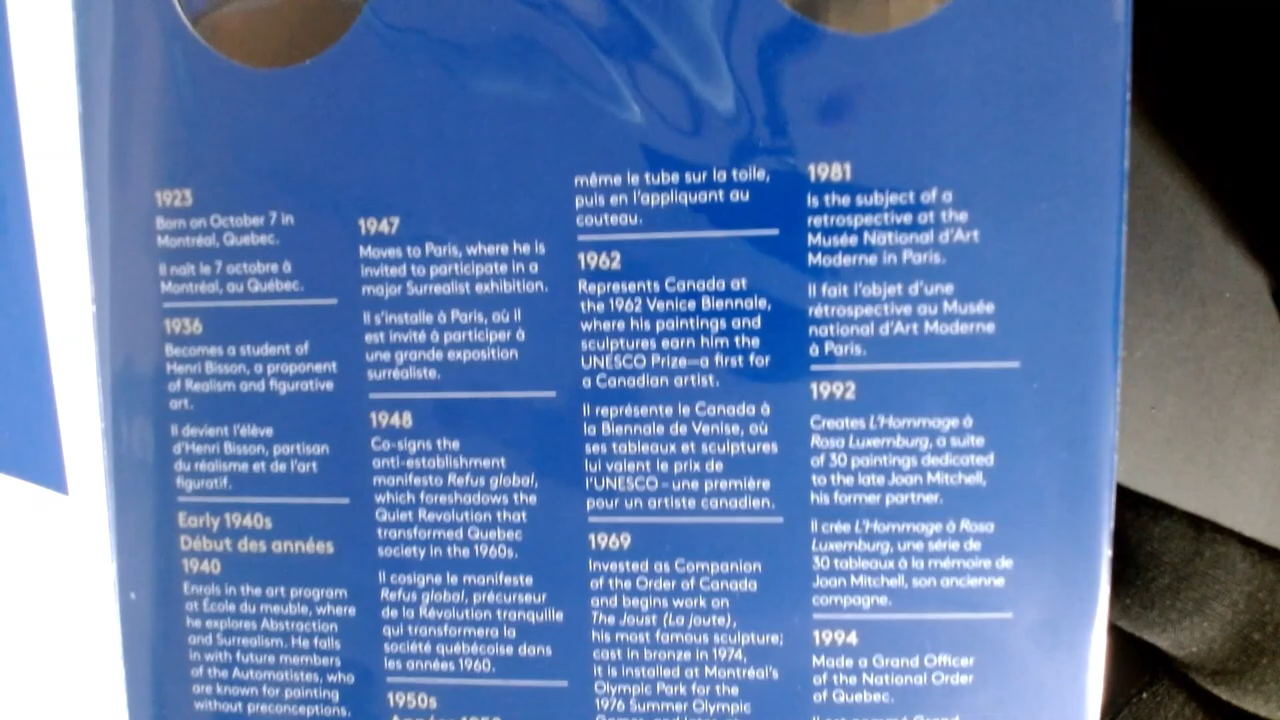 1923
Born on October 7 in
Montréal, Quebec.
Il naît le 7 octobre à
Montréal, au Québec.
1936
Becomes a student of
Henri Bisson, a proponent
of Realism and figurative
art.
Il devient l'élève
d'Henri Bisson, partisan
du réalisme et de l'art
figuratif.
Early 1940s
Début des années
1940
Enrols in the art program
at École du meuble, where
he explores Abstraction
and Surrealism. He falls
in with future members
of the Automatistes, who
are known for painting
without preconceptions.
1947
Moves to Paris, where he is
invited to participate in a
major Surrealist exhibition.
Il s'installe à Paris, où il
est invité à participer à
une grande exposition
surréaliste.
1948
Co-signs the
anti-establishment
manifesto Refus global,
which foreshadows the
Quiet Revolution that
transformed Quebec
society in the 1960s.
Il cosigne le manifeste
Refus global, précurseur
de la Révolution tranquille
qui transformera la
société québécoise dans
les années 1960.
1950s
Années 1950
même le tube sur la toile,
puis en l'appliquant au
couteau.
1962
Represents Canada at
the 1962 Venice Biennale,
where his paintings and
sculptures earn him the
UNESCO Prize—a first for
a Canadian artist.
Il représente le Canada à
la Biennale de Venise, où
ses tableaux et sculptures
lui valent le prix de
l'UNESCO – une première
pour un artiste canadien.
1969
Invested as Companion
of the Order of Canada
and begins work on
The Joust (La joute),
his most famous sculpture;
cast in bronze in 1974,
it is installed at Montréal's
Olympic Park for the
1976 Summer Olympic
1981
Is the subject of a
retrospective at the
Musée National d'Art
Moderne in Paris.
Il fait l'objet d'une
rétrospective au Musée
national d'Art Moderne
à Paris.
1992
Creates L'Hommage à
Rosa Luxemburg, a suite
of 30 paintings dedicated
to the late Joan Mitchell,
his former partner.
Il crée L'Hommage à Rosa
Luxemburg, une série de
30 tableaux à la mémoire de
Joan Mitchell, son ancienne
compagne.
1994
Made a Grand Officer
of the National Order
of Quebec.